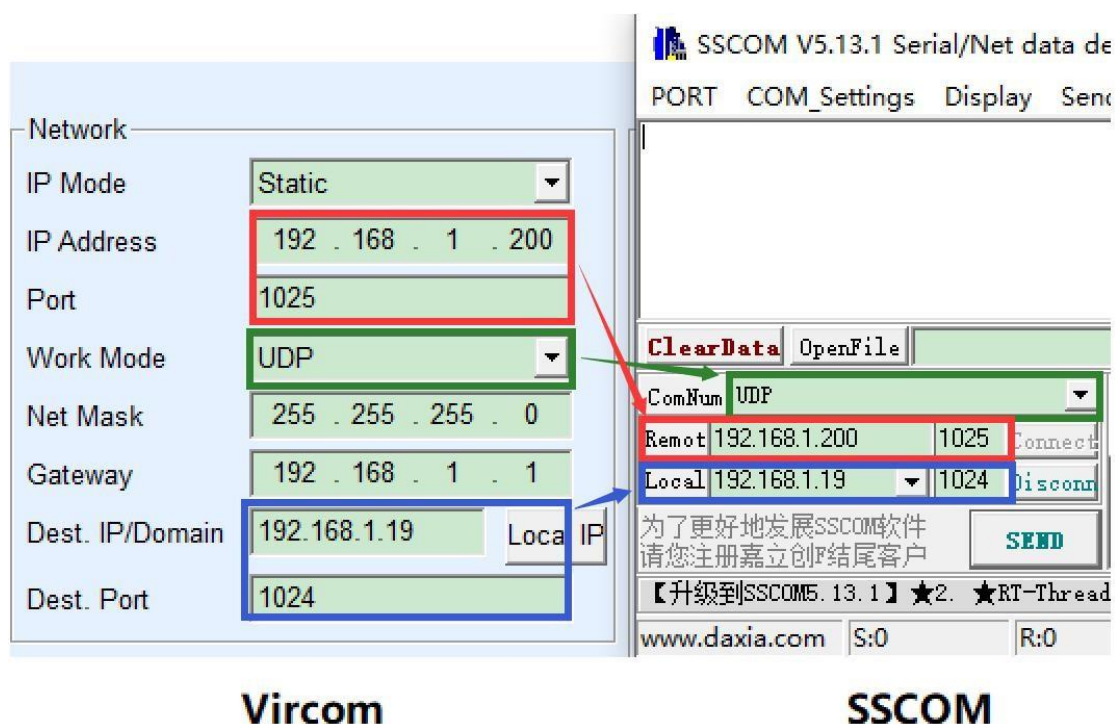 Network
IP Mode Static
IP Address 192 . 168 . 1 . 200
Port 1025
Work Mode UDP
Net Mask 255 . 255 . 255 . 0
Gateway 192 . 168 . 1 . 1
Dest. IP/Domain 192.168.1.19 Loca IP
Dest. Port 1024
Vircom
SSCOM V5.13.1 Serial/Net data de
PORT COM_Settings Display Send
ClearData OpenFile
ComNum UDP
Remot 192.168.1.200 1025 Connect
Local 192.168.1.19 1024 Disconn
为了更好地发展SSCOM软件
请您注册嘉立创F结尾客户
SEND
【升级到SSCOM5.13.1】★2. ★RT-Thread
www.daxia.com S:0 R:0
SSCOM